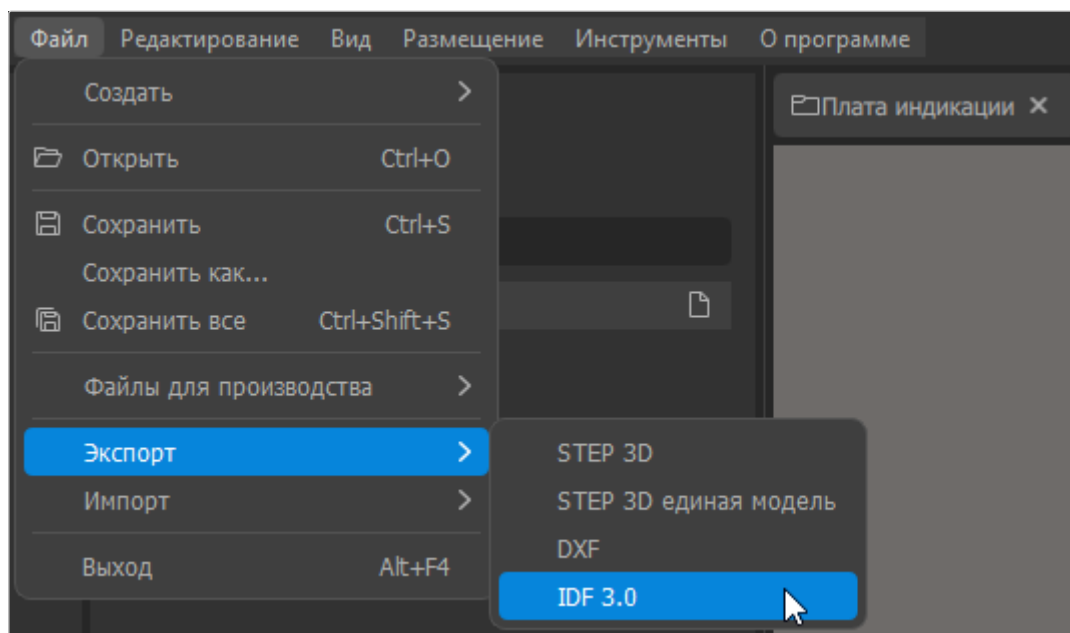 Файл Редактирование Вид Размещение Инструменты О программе
Создать
Плата индикации
Открыть Ctrl+O
Сохранить Ctrl+S
Сохранить как...
Сохранить все Ctrl+Shift+S
Файлы для производства
Экспорт
STEP 3D
Импорт
STEP 3D единая модель
DXF
Выход Alt+F4
IDF 3.0